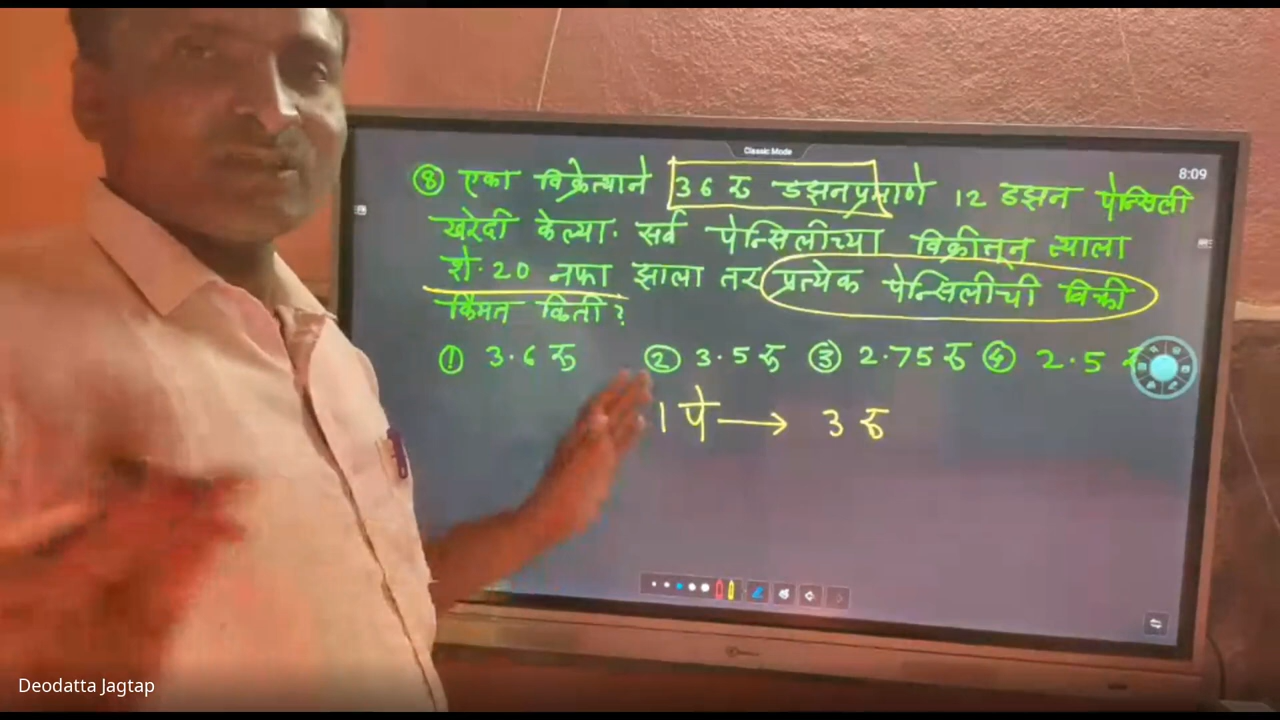 Classic Mode
8:09
⑧ एका विक्रेत्याने 36 रु डझनप्रमाणे 12 डझन पेन्सिली
खरेदी केल्या. सर्व पेन्सिलीच्या विक्रीतून त्याला
शे. 20 नफा झाला तर प्रत्येक पेन्सिलीची विक्री
किंमत किती?
① 3.6 रु ② 3.5 रु ③ 2.75 रु ④ 2.5 रु
1 पे → 3 रु
Deodatta Jagtap